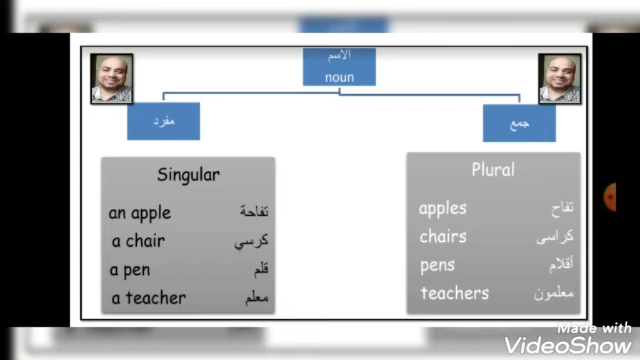 الاسم
noun
مفرد
جمع
Singular
an apple تفاحة
a chair كرسي
a pen قلم
a teacher معلم
Plural
apples تفاح
chairs كراسى
pens أقلام
teachers معلمون
Made with
VideoShow